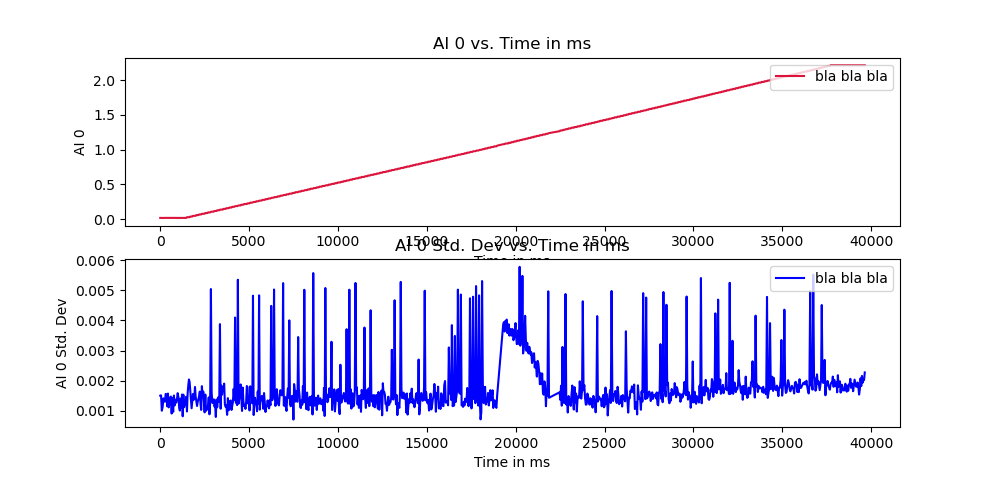 AI 0 vs. Time in ms
bla bla bla
AI 0
2.0
1.5
1.0
0.5
0.0
0 5000 10000 15000 20000 25000 30000 35000 40000
Time in ms
AI 0 Std. Dev vs. Time in ms
bla bla bla
AI 0 Std. Dev
0.006
0.005
0.004
0.003
0.002
0.001
0 5000 10000 15000 20000 25000 30000 35000 40000
Time in ms